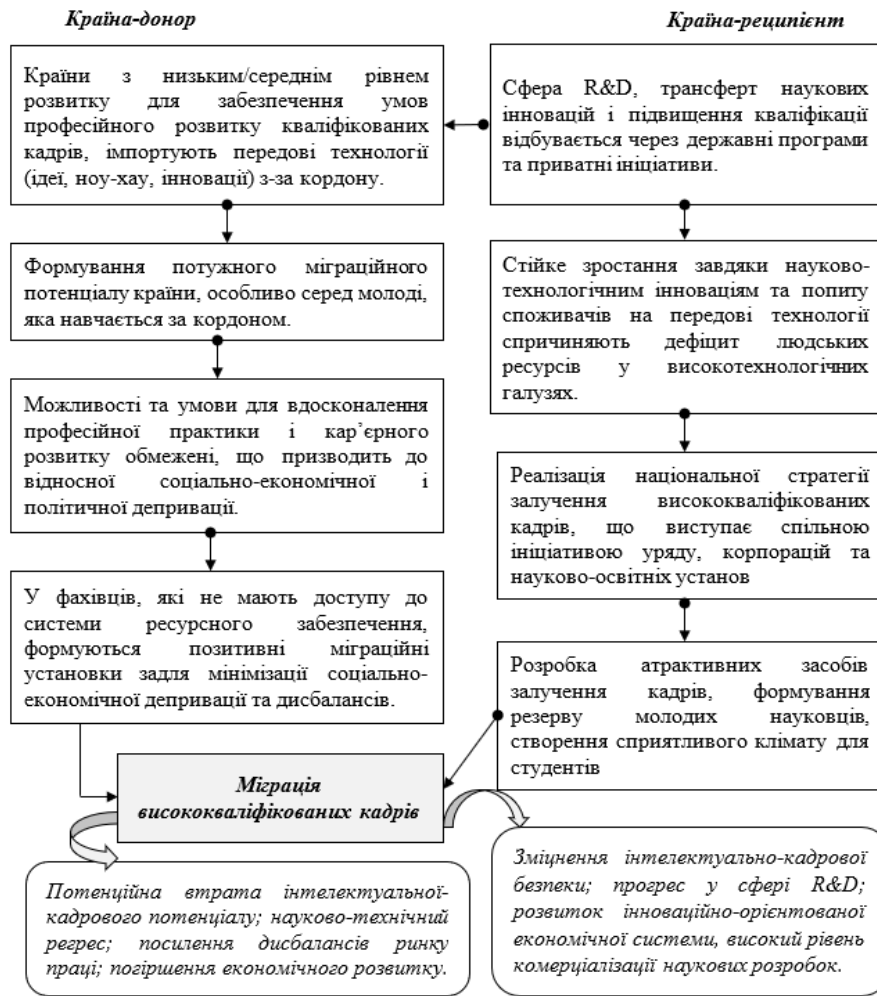 Країна-донор
Країни з низьким/середнім рівнем
розвитку для забезпечення умов
професійного розвитку кваліфікованих
кадрів, імпортують передові технології
(ідеї, ноу-хау, інновації) з-за кордону.
Формування потужного міграційного
потенціалу країни, особливо серед молоді,
яка навчається за кордоном.
Можливості та умови для вдосконалення
професійної практики і кар’єрного
розвитку обмежені, що призводить до
відносної соціально-економічної і
політичної депривації.
У фахівців, які не мають доступу до
системи ресурсного забезпечення,
формуються позитивні міграційні
установки задля мінімізації соціально-
економічної депривації та дисбалансів.
Країна-реципієнт
Сфера R&D, трансферт наукових
інновацій і підвищення кваліфікації
відбувається через державні програми
та приватні ініціативи.
Стійке зростання завдяки науково-
технологічним інноваціям та попиту
споживачів на передові технології
спричиняють дефіцит людських
ресурсів у високотехнологічних
галузях.
Реалізація національної стратегії
залучення висококваліфікованих
кадрів, що виступає спільною
ініціативою уряду, корпорацій та
науково-освітніх установ
Розробка атрактивних засобів
залучення кадрів, формування
резерву молодих науковців,
створення сприятливого клімату для
студентів
Міграція
висококваліфікованих кадрів
Потенційна втрата інтелектуальної-
кадрового потенціалу; науково-технічний
регрес; посилення дисбалансів ринку
праці; погіршення економічного розвитку.
Зміцнення інтелектуально-кадрової
безпеки; прогрес у сфері R&D;
розвиток інноваційно-орієнтованої
економічної системи, високий рівень
комерціалізації наукових розробок.